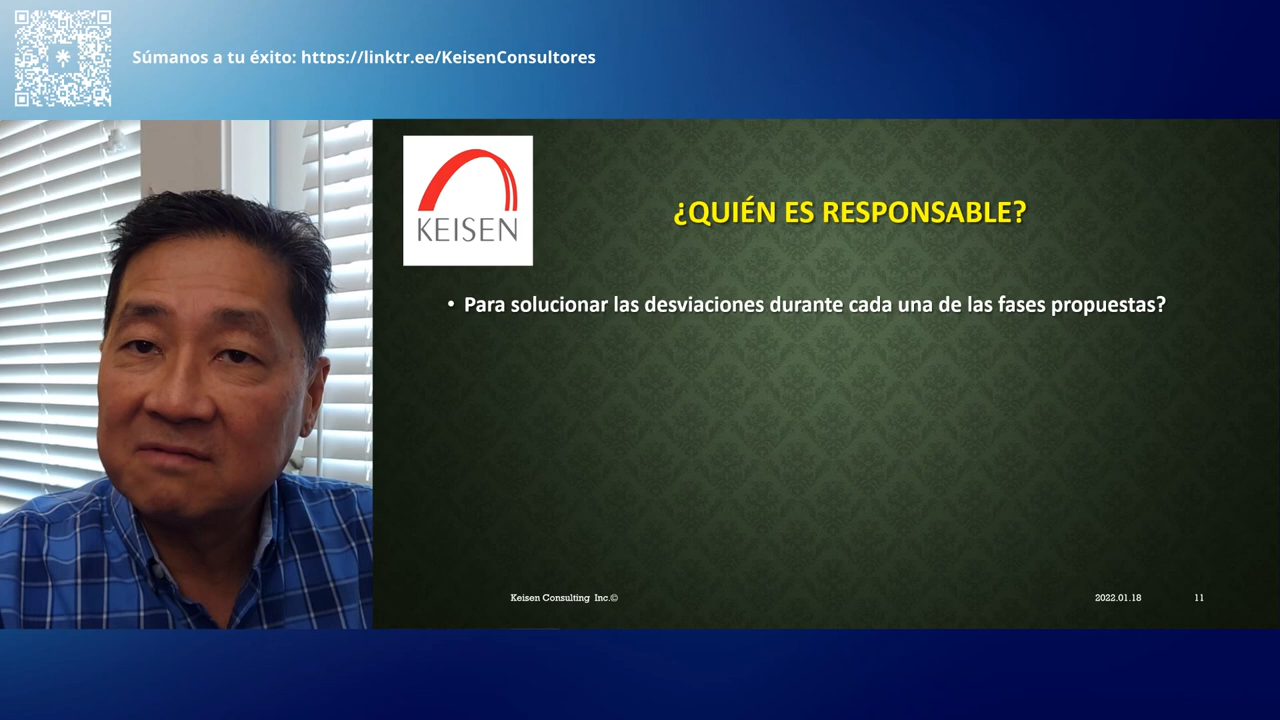 Súmanos a tu éxito: https://linktr.ee/KeisenConsultores
KEISEN
¿QUIÉN ES RESPONSABLE?
• Para solucionar las desviaciones durante cada una de las fases propuestas?
Keisen Consulting Inc.©
2022.01.18
11